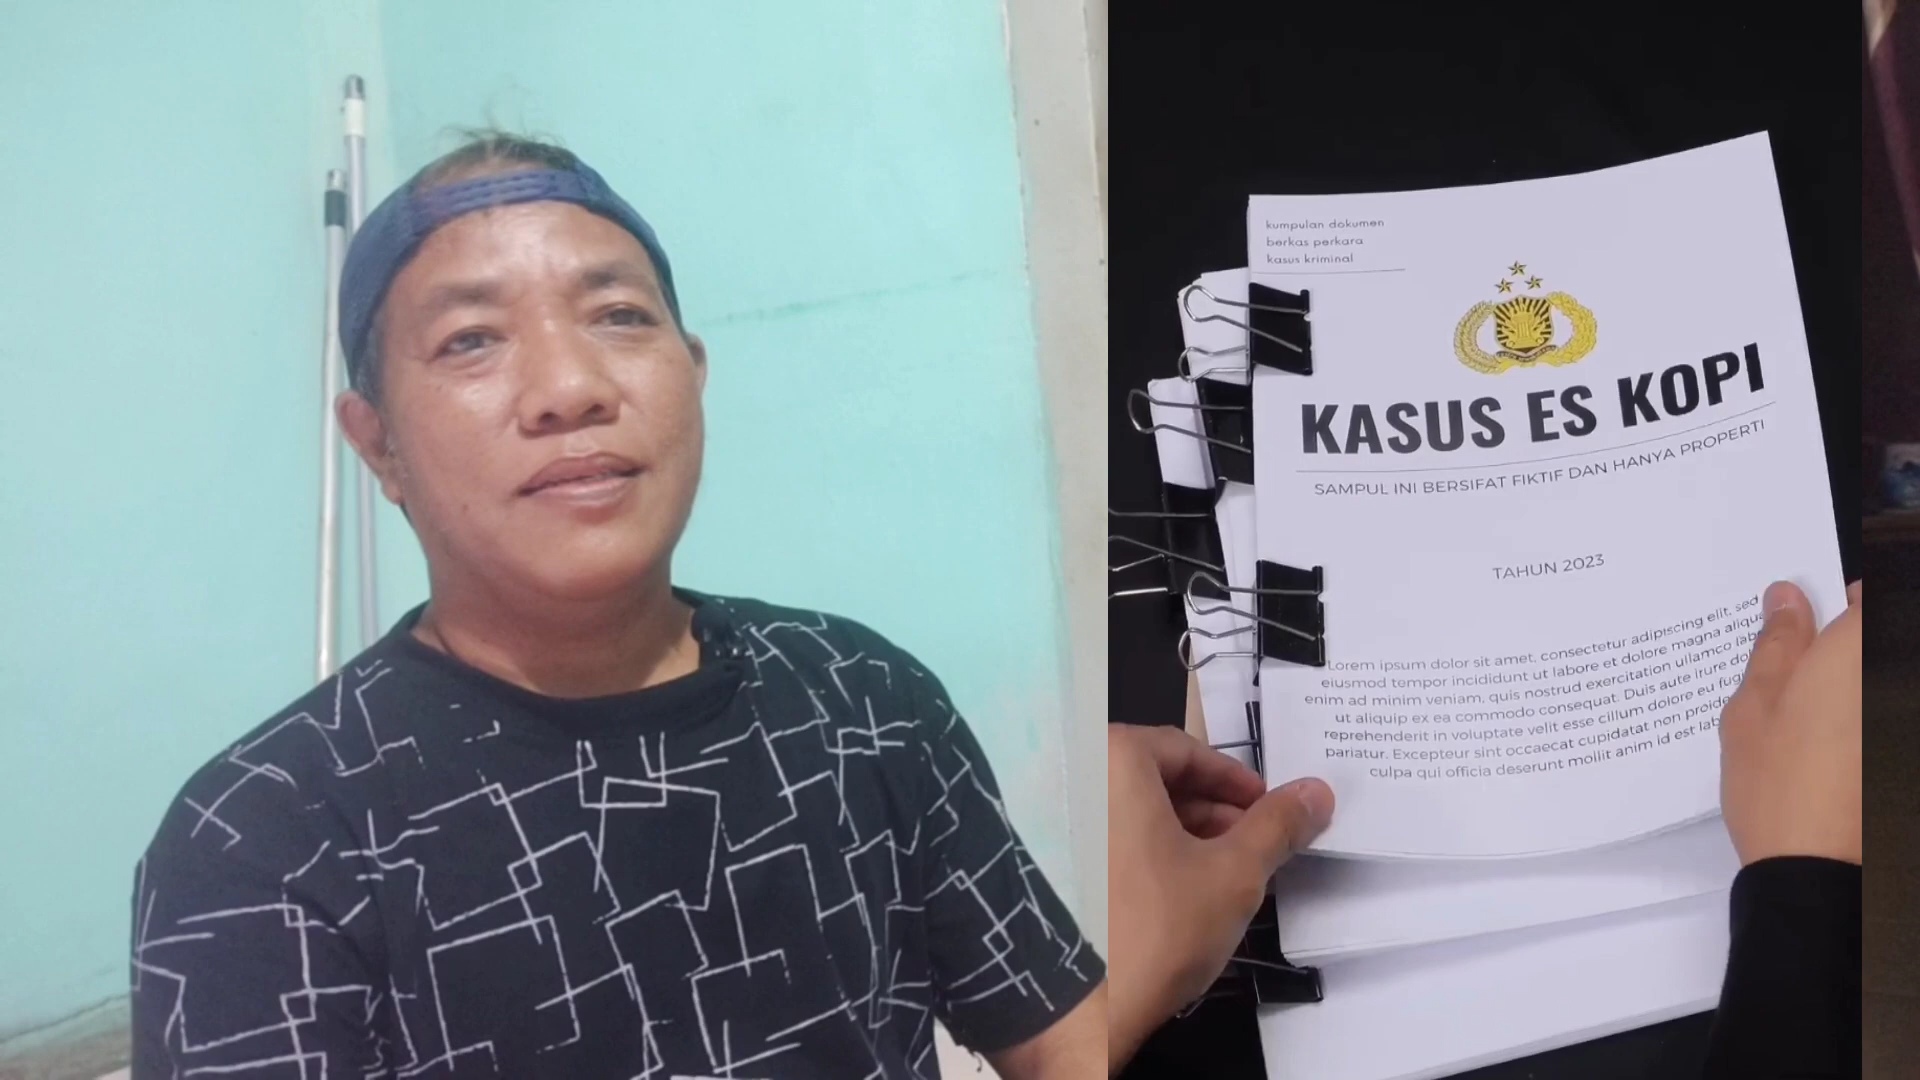 kumpulan dokumen
berkas perkara
kasus kriminal
KASUS ES KOPI
SAMPUL INI BERSIFAT FIKTIF DAN HANYA PROPERTI
TAHUN 2023
Lorem ipsum dolor sit amet, consectetur adipiscing elit, sed
eiusmod tempor incididunt ut labore et dolore magna aliqua
enim ad minim veniam, quis nostrud exercitation ullamco
ut aliquip ex ea commodo consequat. Duis aute irure
reprehenderit in voluptate velit esse cillum dolore eu
pariatur. Excepteur sint occaecat cupidatat non
culpa qui officia deserunt mollit anim id est